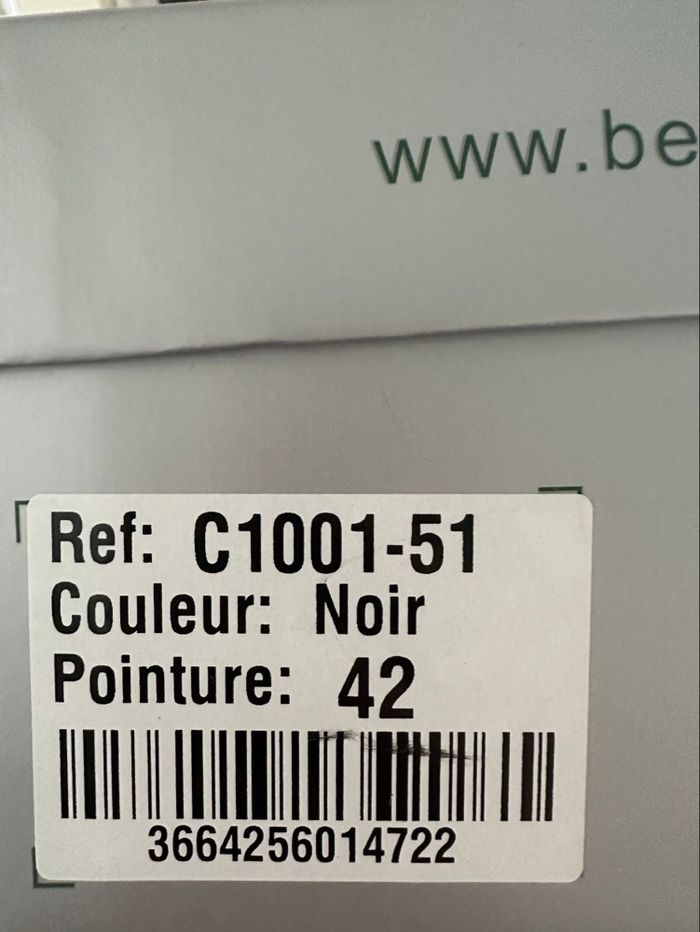 www.be
Ref: C1001-51
Couleur: Noir
Pointure: 42
3664256014722